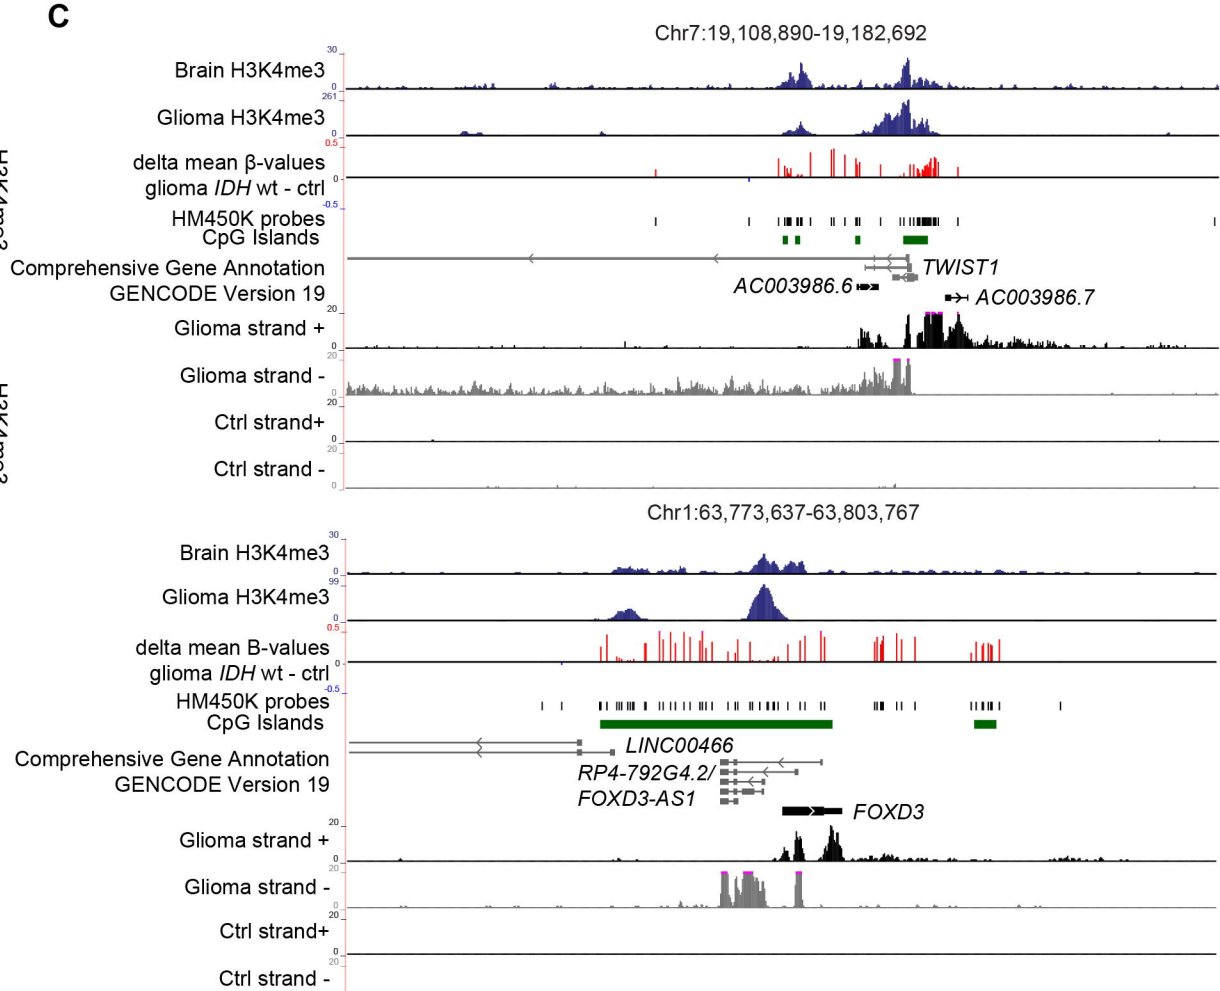 C
Chr7:19,108,890-19,182,692
30
Brain H3K4me3
0
261
Glioma H3K4me3
0
0.5
delta mean β-values
glioma IDH wt - ctrl
0
-0.5
HM450K probes
CpG Islands
Comprehensive Gene Annotation
GENCODE Version 19
TWIST1
AC003986.6
AC003986.7
20
Glioma strand +
0
20
Glioma strand -
0
20
Ctrl strand+
0
20
Ctrl strand -
0
H3K4me3
H3K4me3
Chr1:63,773,637-63,803,767
30
Brain H3K4me3
0
99
Glioma H3K4me3
0
0.5
delta mean B-values
glioma IDH wt - ctrl
0
-0.5
HM450K probes
CpG Islands
LINC00466
Comprehensive Gene Annotation
GENCODE Version 19
RP4-792G4.2/
FOXD3-AS1
FOXD3
20
Glioma strand +
0
20
Glioma strand -
0
20
Ctrl strand+
0
20
Ctrl strand -